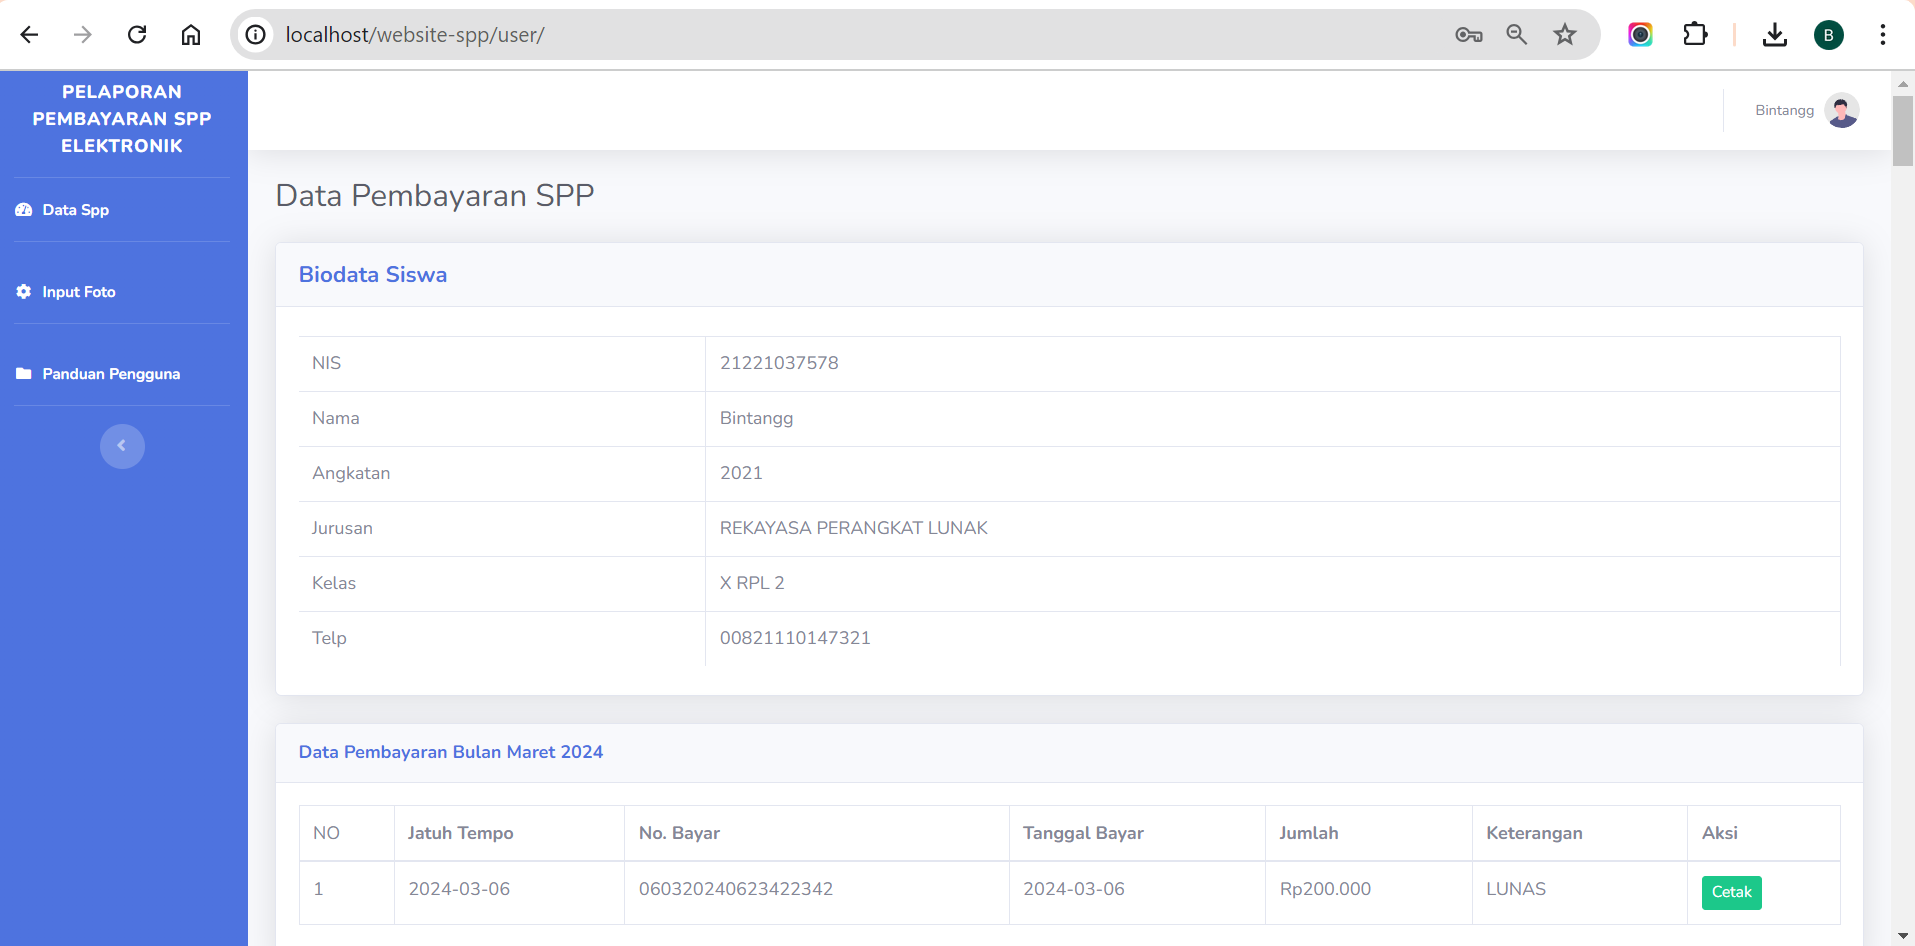 localhost/website-spp/user/
B
PELAPORAN
PEMBAYARAN SPP
ELEKTRONIK
Data Spp
Input Foto
Panduan Pengguna
Bintangg
Data Pembayaran SPP
Biodata Siswa
NIS 21221037578
Nama Bintangg
Angkatan 2021
Jurusan REKAYASA PERANGKAT LUNAK
Kelas X RPL 2
Telp 00821110147321
Data Pembayaran Bulan Maret 2024
NO Jatuh Tempo No. Bayar Tanggal Bayar Jumlah Keterangan Aksi
1 2024-03-06 060320240623422342 2024-03-06 Rp200.000 LUNAS Cetak